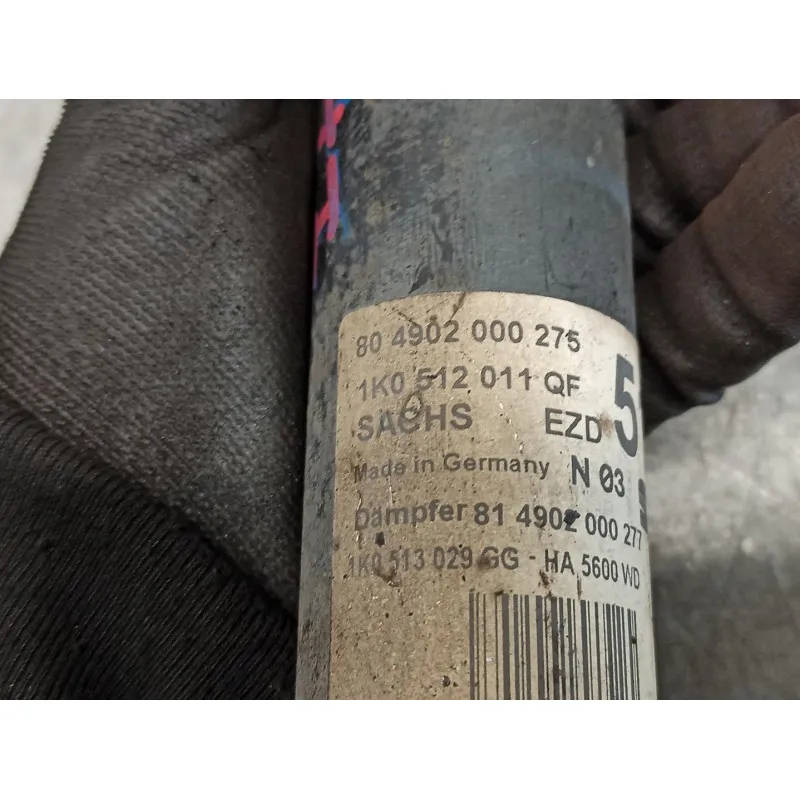 80 4902 000 275
1K0 512 011 QF
SACHS EZD 5
Made in Germany N 03
Dämpfer 81 4902 000 277
1K0 513 029 GG - HA 5600 WD
H